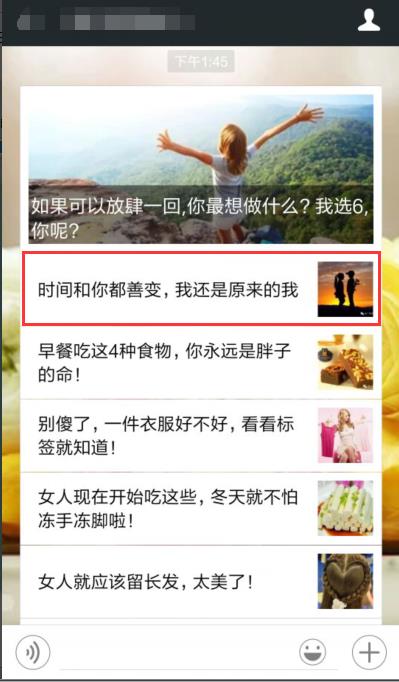 下午1:45
如果可以放肆一回,你最想做什么？我选6,
你呢？
时间和你都善变，我还是原来的我
早餐吃这4种食物，你永远是胖子
的命！
别傻了，一件衣服好不好，看看标
签就知道！
女人现在开始吃这些，冬天就不怕
冻手冻脚啦！
女人就应该留长发，太美了！